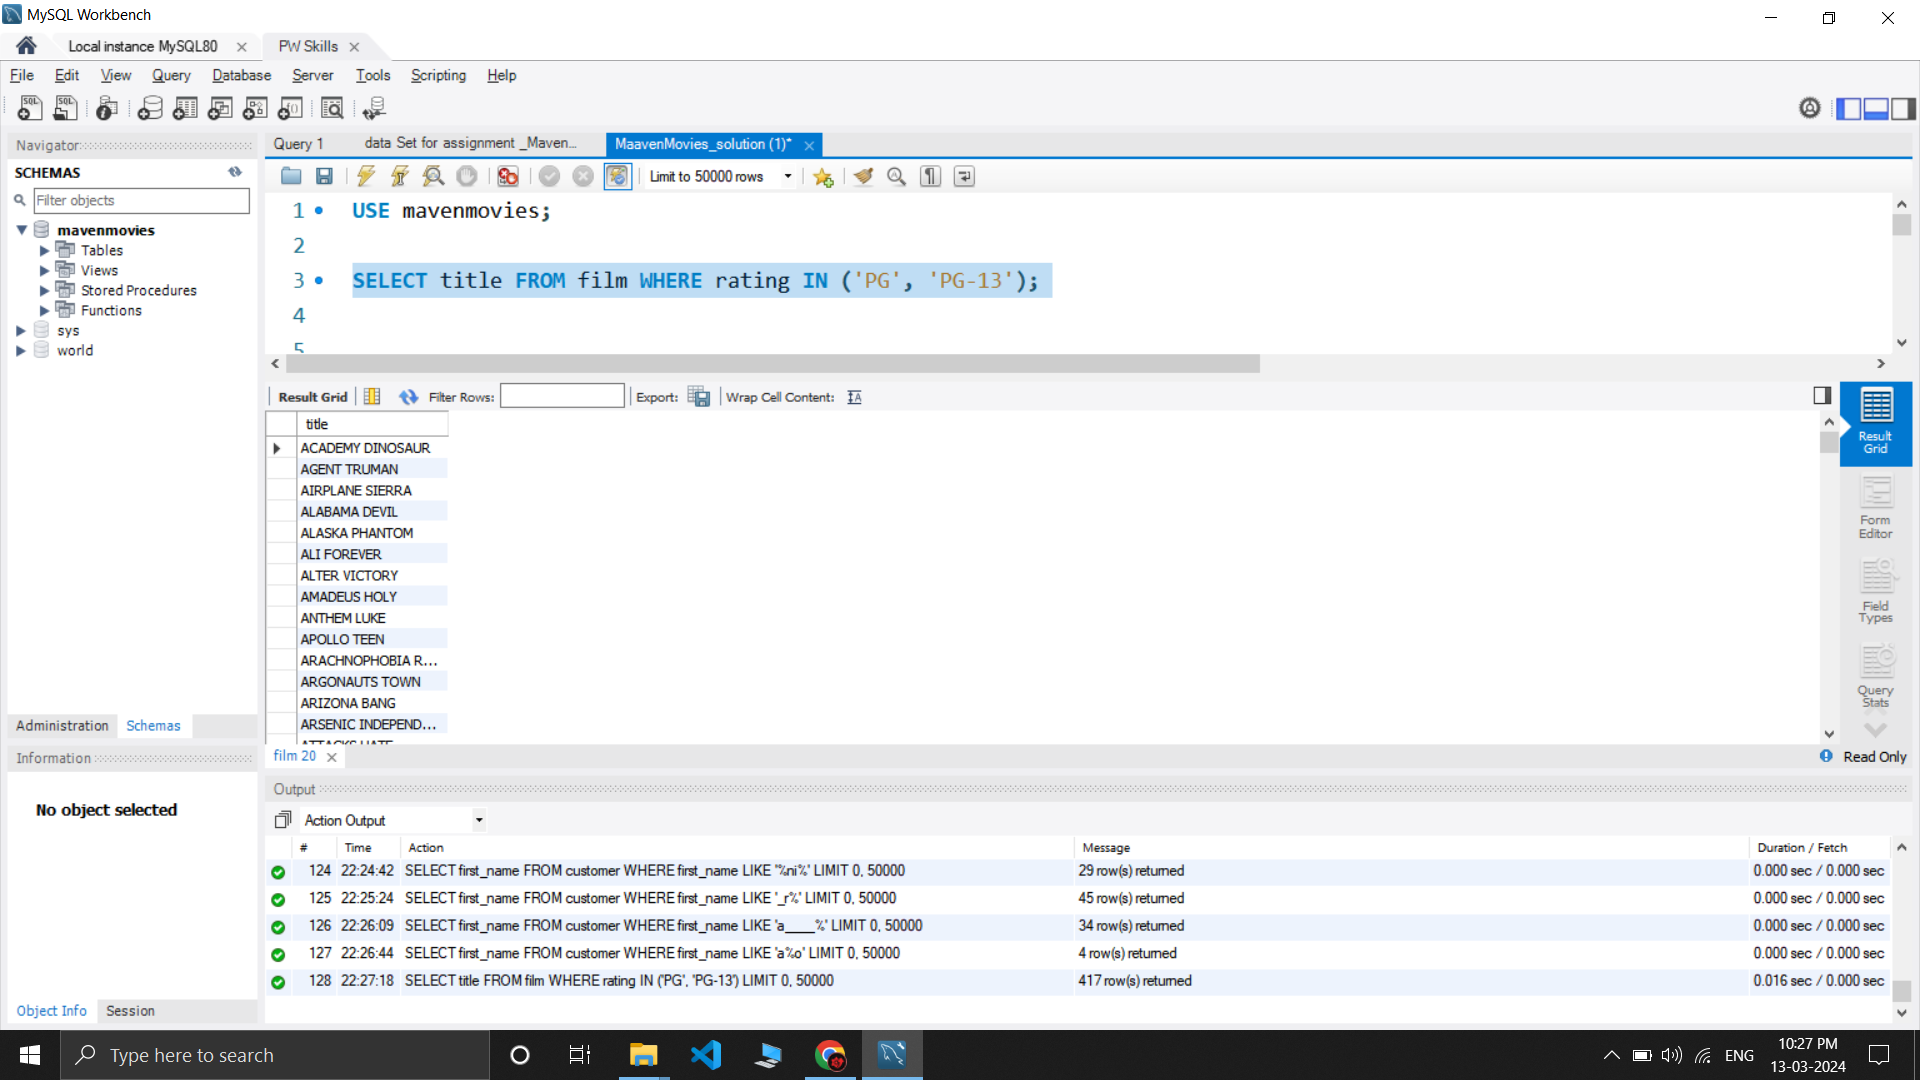 MySQL Workbench
Local instance MySQL80
PW Skills
File Edit View Query Database Server Tools Scripting Help
Navigator
SCHEMAS
Filter objects
mavenmovies
Tables
Views
Stored Procedures
Functions
sys
world
Administration Schemas
Information
No object selected
Object Info Session
Query 1
data Set for assignment _Maven...
MaavenMovies_solution (1)*
Limit to 50000 rows
1 USE mavenmovies;
2
3 SELECT title FROM film WHERE rating IN ('PG', 'PG-13');
4
5
Result Grid Filter Rows: Export: Wrap Cell Content:
title
ACADEMY DINOSAUR
AGENT TRUMAN
AIRPLANE SIERRA
ALABAMA DEVIL
ALASKA PHANTOM
ALI FOREVER
ALTER VICTORY
AMADEUS HOLY
ANTHEM LUKE
APOLLO TEEN
ARACHNOPHOBIA R...
ARGONAUTS TOWN
ARIZONA BANG
ARSENIC INDEPEND...
ATTACKS HATE
Result
Grid
Form
Editor
Field
Types
Query
Stats
film 20
Read Only
Output
Action Output
# Time Action Message Duration / Fetch
124 22:24:42 SELECT first_name FROM customer WHERE first_name LIKE '%ni%' LIMIT 0, 50000 29 row(s) returned 0.000 sec / 0.000 sec
125 22:25:24 SELECT first_name FROM customer WHERE first_name LIKE '_r%' LIMIT 0, 50000 45 row(s) returned 0.000 sec / 0.000 sec
126 22:26:09 SELECT first_name FROM customer WHERE first_name LIKE 'a____%' LIMIT 0, 50000 34 row(s) returned 0.000 sec / 0.000 sec
127 22:26:44 SELECT first_name FROM customer WHERE first_name LIKE 'a%o' LIMIT 0, 50000 4 row(s) returned 0.000 sec / 0.000 sec
128 22:27:18 SELECT title FROM film WHERE rating IN ('PG', 'PG-13') LIMIT 0, 50000 417 row(s) returned 0.016 sec / 0.000 sec
Type here to search
ENG
10:27 PM
13-03-2024